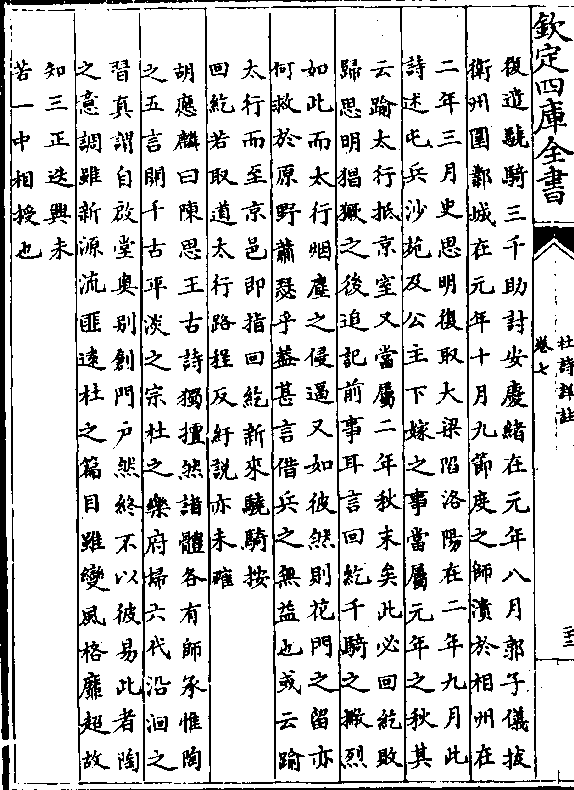 欽定四庫全書
杜詩詳註
卷七
復遣驍騎三千助討安慶緒在元年八月郭子儀拔
衛州圍鄴城在元年十月九節度之師潰於相州在
二年三月史思明復取大梁陷洛陽在二年九月此
詩述屯兵沙苑及公主下嫁之事當屬元年之秋其
云踰太行抵京室又當屬二年秋末矣此必回紇敗
歸思明猖獗之後追記前事耳言回紇千騎之撇烈
如此而太行烟塵之侵逼又如彼然則花門之留亦
何救於原野蕭瑟乎蓋甚言借兵之無益也或云踰
太行而至京邑即指回紇新來驍騎按
回紇若取道太行路程反紆説亦未確
胡應麟曰陳思王古詩獨擅然諸體各有師承惟陶
之五言開千古平淡之宗杜之樂府掃六代沿洄之
習真謂自啟堂奥别創門戶然終不以彼易此者陶
之意調雖新源流匪遠杜之篇目雖變風格靡超故
知三正迭興未
若一中相授也